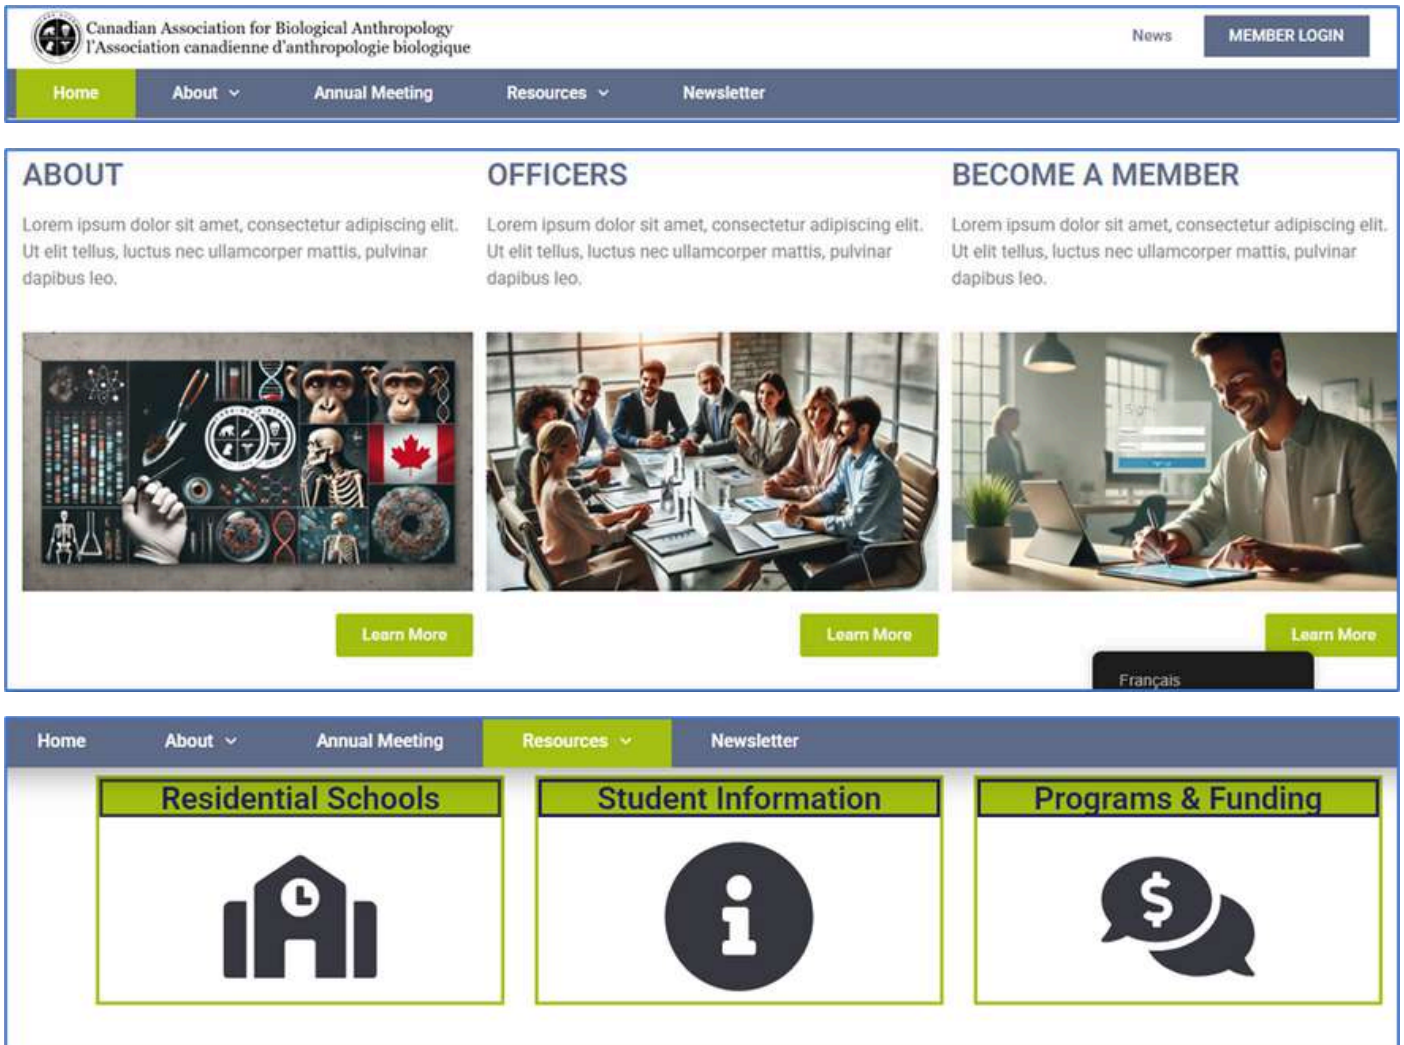 Canadian Association for Biological Anthropology
l'Association canadienne d'anthropologie biologique
News
MEMBER LOGIN
Home
About
Annual Meeting
Resources
Newsletter
ABOUT
Lorem ipsum dolor sit amet, consectetur adipiscing elit.
Ut elit tellus, luctus nec ullamcorper mattis, pulvinar
dapibus leo.
Learn More
OFFICERS
Lorem ipsum dolor sit amet, consectetur adipiscing elit.
Ut elit tellus, luctus nec ullamcorper mattis, pulvinar
dapibus leo.
Learn More
BECOME A MEMBER
Lorem ipsum dolor sit amet, consectetur adipiscing elit.
Ut elit tellus, luctus nec ullamcorper mattis, pulvinar
dapibus leo.
Learn More
Français
Home
About
Annual Meeting
Resources
Newsletter
Residential Schools
Student Information
Programs & Funding